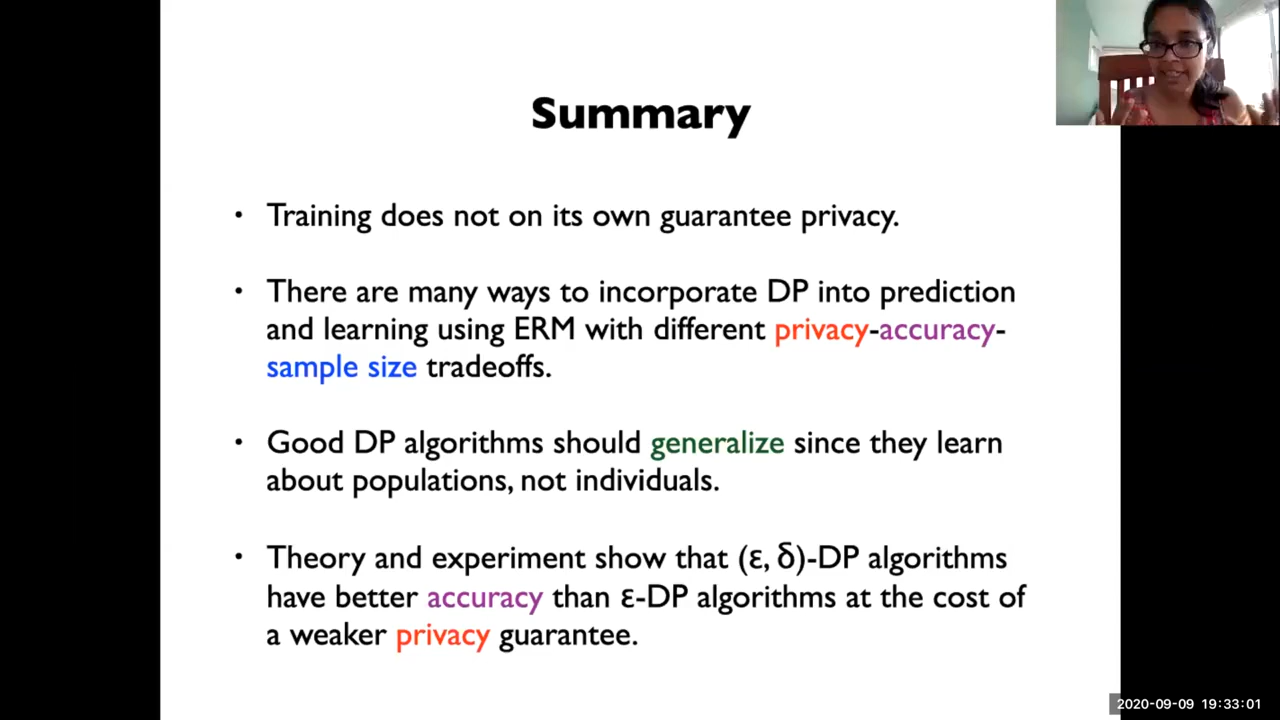 Summary
• Training does not on its own guarantee privacy.
• There are many ways to incorporate DP into prediction
and learning using ERM with different privacy-accuracy-
sample size tradeoffs.
• Good DP algorithms should generalize since they learn
about populations, not individuals.
• Theory and experiment show that (ε, δ)-DP algorithms
have better accuracy than ε-DP algorithms at the cost of
a weaker privacy guarantee.
2020-09-09 19:33:01